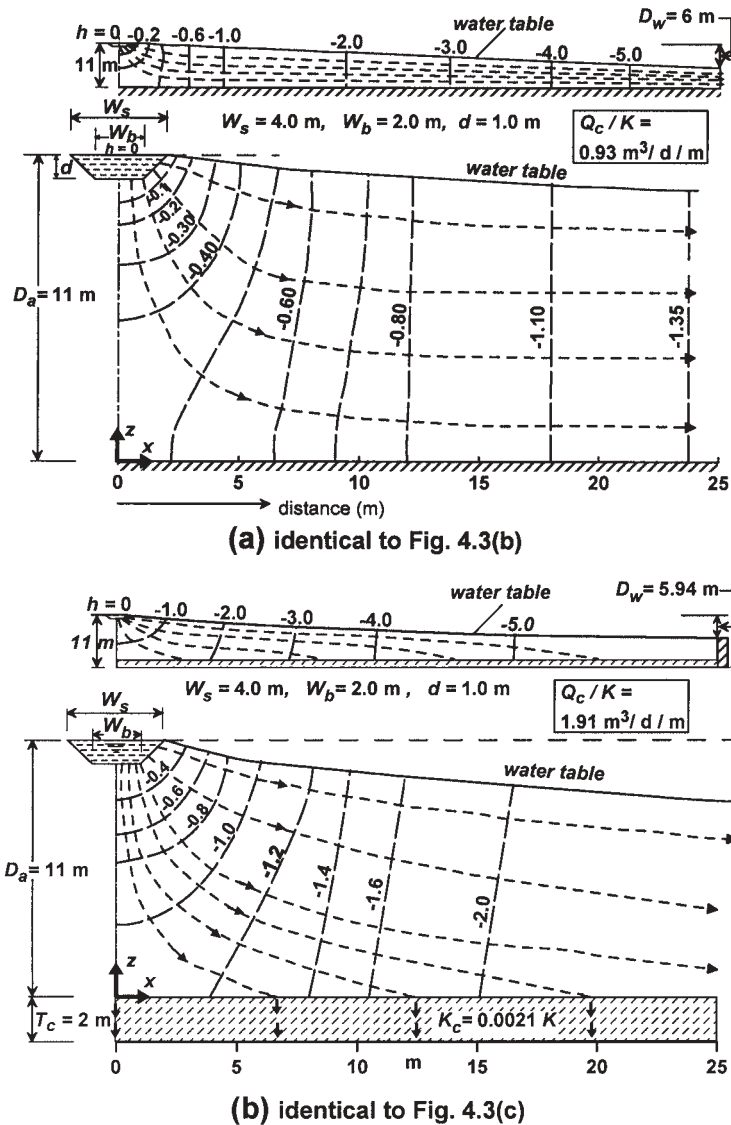 h = 0 -0.2 -0.6 -1.0 -2.0 -3.0 -4.0 -5.0
water table
D_w = 6 m
11 m
W_s
W_b
h=0
d
W_s = 4.0 m, W_b = 2.0 m, d = 1.0 m
Q_c / K =
0.93 m³/ d / m
water table
-0.1
-0.2
-0.30
-0.40
-0.60
-0.80
-1.10
-1.35
D_a = 11 m
z
x
0 5 10 15 20 25
distance (m)
(a) identical to Fig. 4.3(b)
h = 0 -1.0 -2.0 -3.0 -4.0 -5.0
water table
D_w = 5.94 m
11 m
W_s = 4.0 m, W_b = 2.0 m , d = 1.0 m
Q_c / K =
1.91 m³/ d / m
W_s
W_b
water table
-0.4
-0.6
-0.8
-1.0
-1.2
-1.4
-1.6
-2.0
D_a = 11 m
z
x
T_c = 2 m
K_c = 0.0021 K
0 5 m 15 20 25
(b) identical to Fig. 4.3(c)